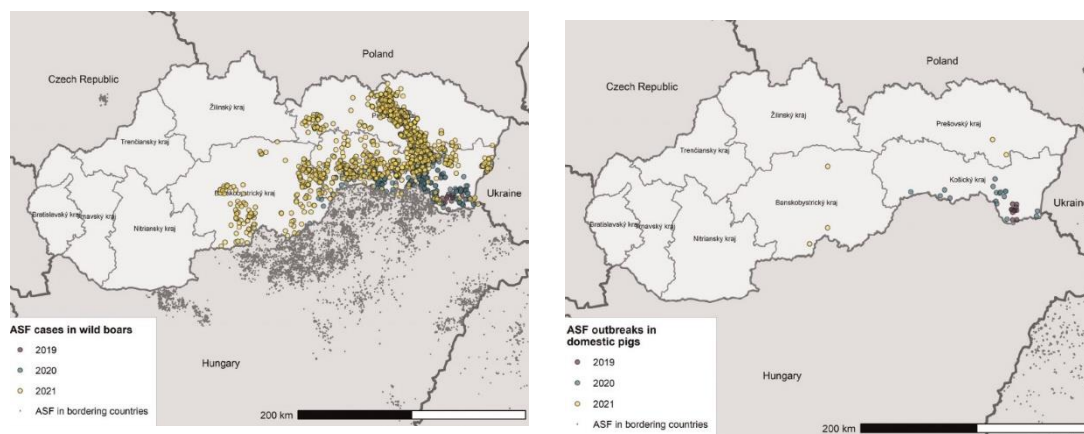 Poland
Czech Republic
Žilinský kraj
Trenčiansky kraj
Banskobystrický kraj
Bratislavský kraj
Nitriansky kraj
Ukraine
Hungary
ASF cases in wild boars
2019
2020
2021
ASF in bordering countries
200 km
Poland
Czech Republic
Žilinský kraj
Prešovský kraj
Trenčiansky kraj
Košický kraj
Banskobystrický kraj
Bratislavský kraj
Nitriansky kraj
Ukraine
Hungary
ASF outbreaks in
domestic pigs
2019
2020
2021
ASF in bordering countries
200 km